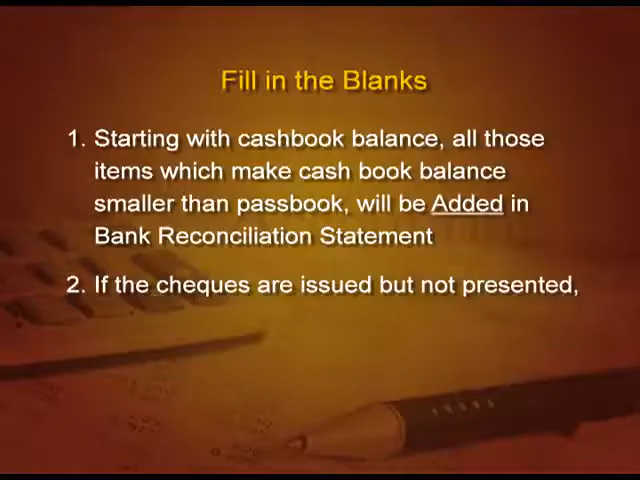 Fill in the Blanks
1. Starting with cashbook balance, all those
items which make cash book balance
smaller than passbook, will be Added in
Bank Reconciliation Statement
2. If the cheques are issued but not presented,